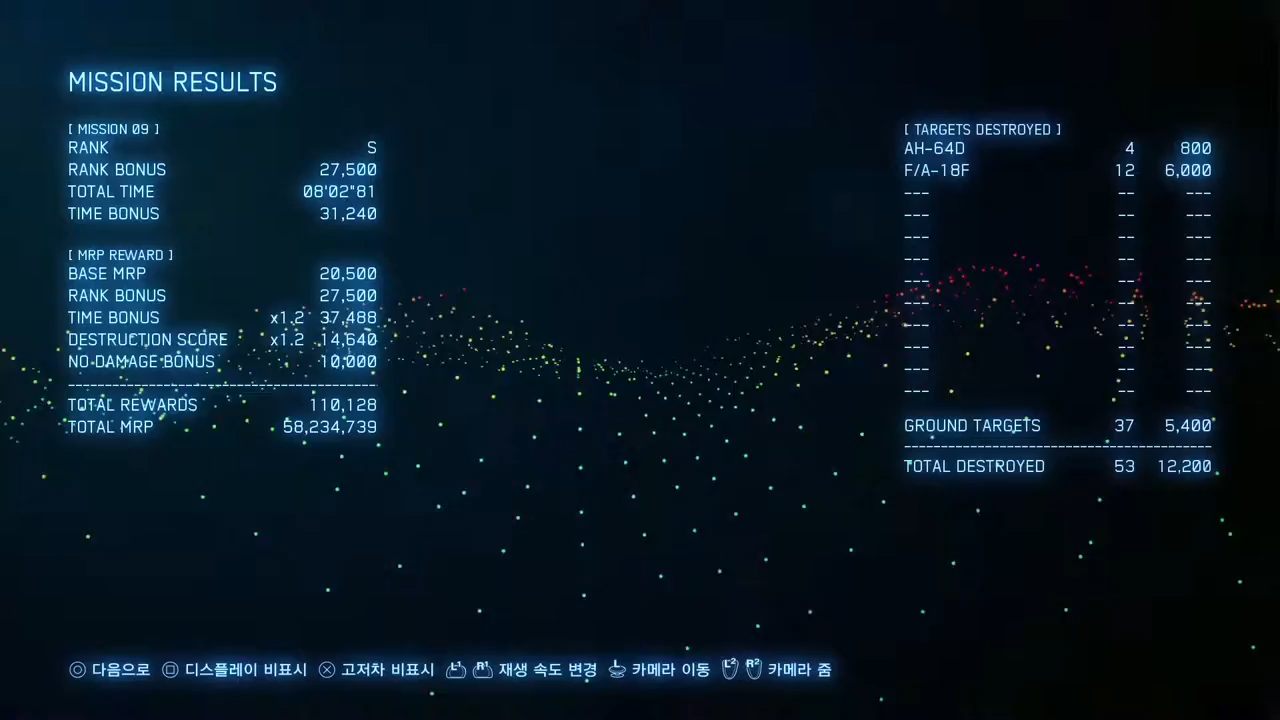 MISSION RESULTS
[ MISSION 09 ]
RANK S
RANK BONUS 27,500
TOTAL TIME 08'02"81
TIME BONUS 31,240
[ MRP REWARD ]
BASE MRP 20,500
RANK BONUS 27,500
TIME BONUS x1.2 37,488
DESTRUCTION SCORE x1.2 14,640
NO DAMAGE BONUS 10,000
TOTAL REWARDS 110,128
TOTAL MRP 58,234,739
[ TARGETS DESTROYED ]
AH-64D 4 800
F/A-18F 12 6,000
--- -- ---
--- -- ---
--- -- ---
--- -- ---
--- -- ---
--- -- ---
--- -- ---
--- -- ---
--- -- ---
--- -- ---
GROUND TARGETS 37 5,400
TOTAL DESTROYED 53 12,200
다음으로 디스플레이 비표시 고저차 비표시 L1 R1 재생 속도 변경 L 카메라 이동 L2 R2 카메라 줌